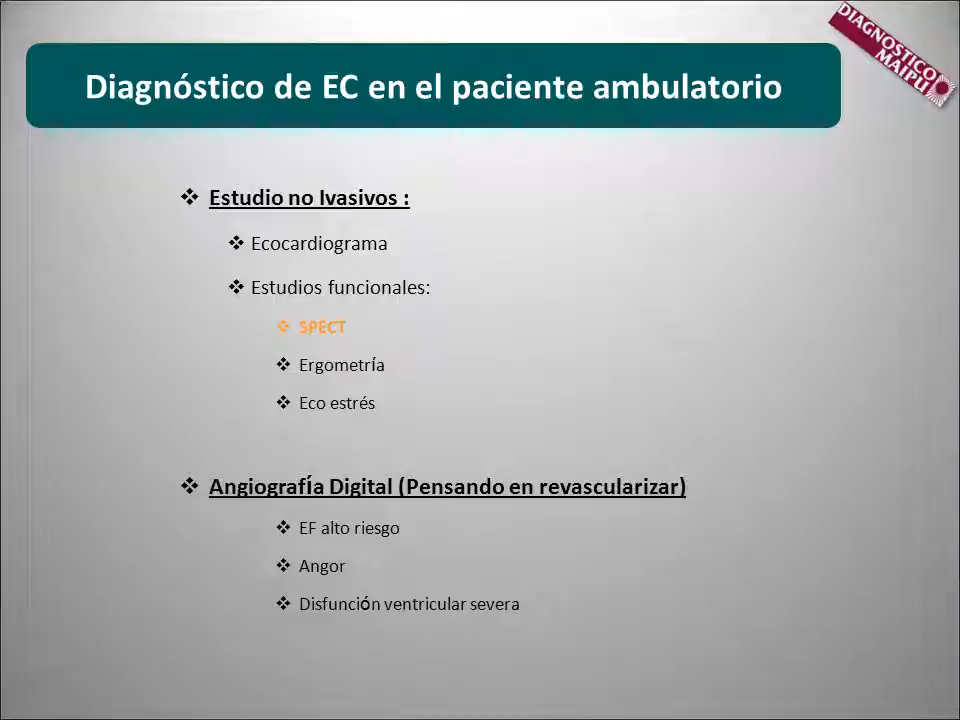 DIAGNOSTICO
MAIPÚ
Diagnóstico de EC en el paciente ambulatorio
❖ Estudio no Ivasivos :
❖ Ecocardiograma
❖ Estudios funcionales:
❖ SPECT
❖ Ergometría
❖ Eco estrés
❖ Angiografía Digital (Pensando en revascularizar)
❖ EF alto riesgo
❖ Angor
❖ Disfunción ventricular severa